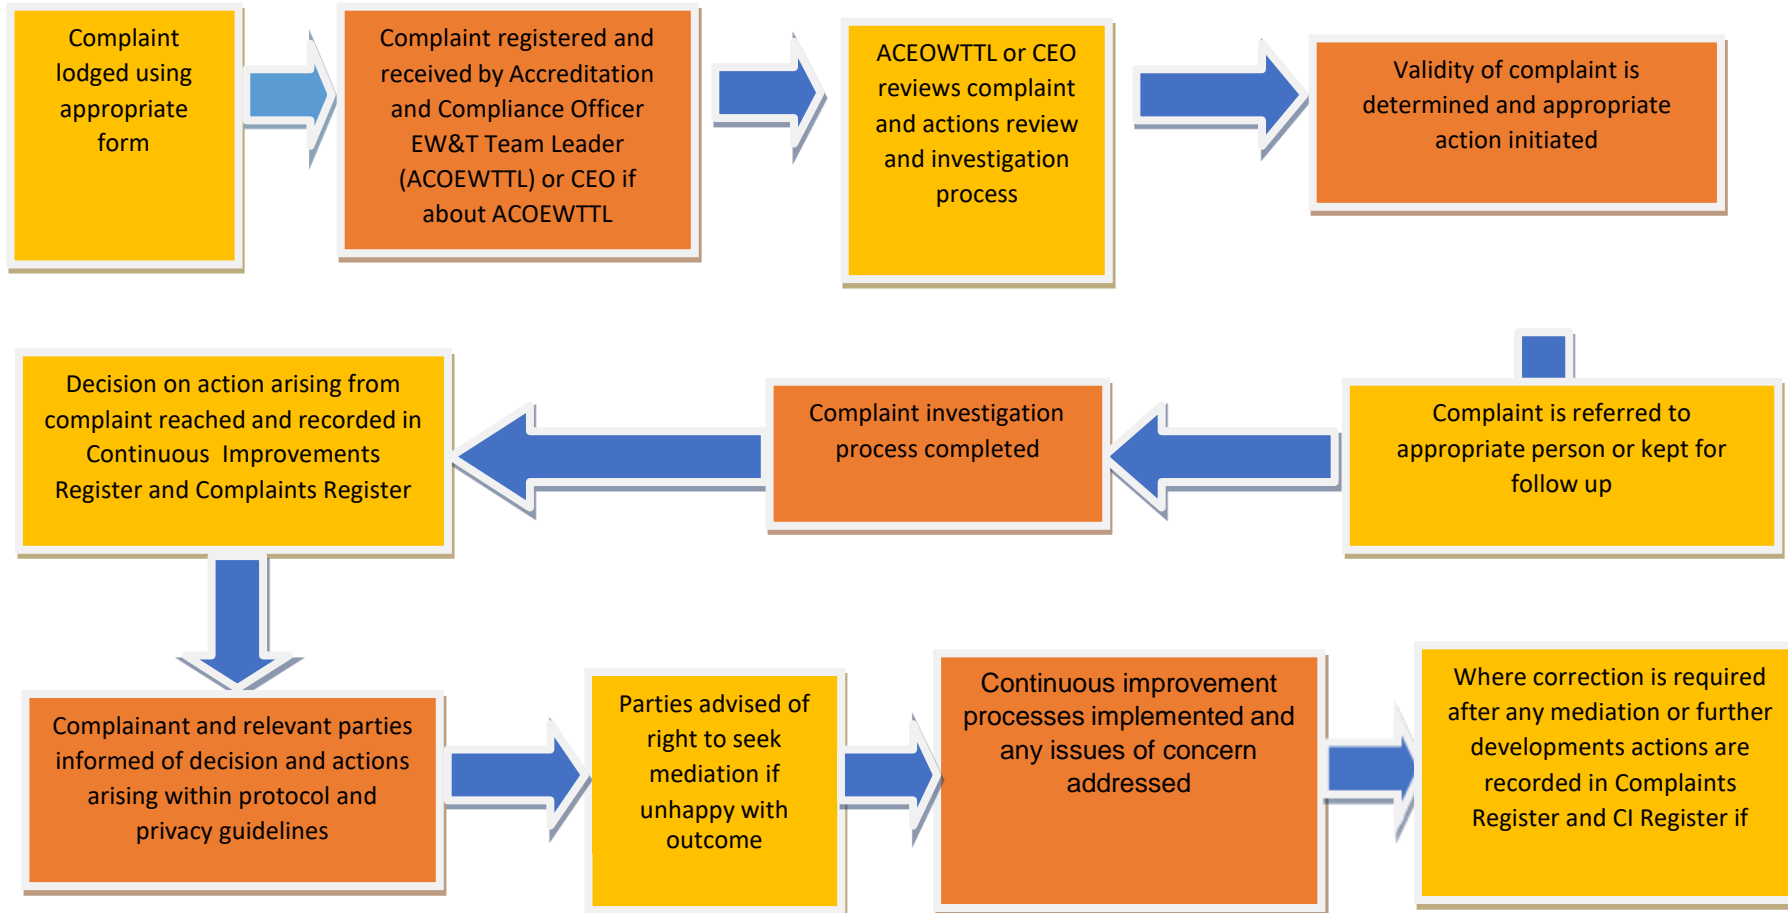 Complaint
lodged using
appropriate
form
Complaint registered and
received by Accreditation
and Compliance Officer
EW&T Team Leader
(ACOEWTTL) or CEO if
about ACOEWTTL
ACEOWTTL or CEO
reviews complaint
and actions review
and investigation
process
Validity of complaint is
determined and appropriate
action initiated
Decision on action arising from
complaint reached and recorded in
Continuous Improvements
Register and Complaints Register
Complaint investigation
process completed
Complaint is referred to
appropriate person or kept for
follow up
Complainant and relevant parties
informed of decision and actions
arising within protocol and
privacy guidelines
Parties advised of
right to seek
mediation if
unhappy with
outcome
Continuous improvement
processes implemented and
any issues of concern
addressed
Where correction is required
after any mediation or further
developments actions are
recorded in Complaints
Register and CI Register if